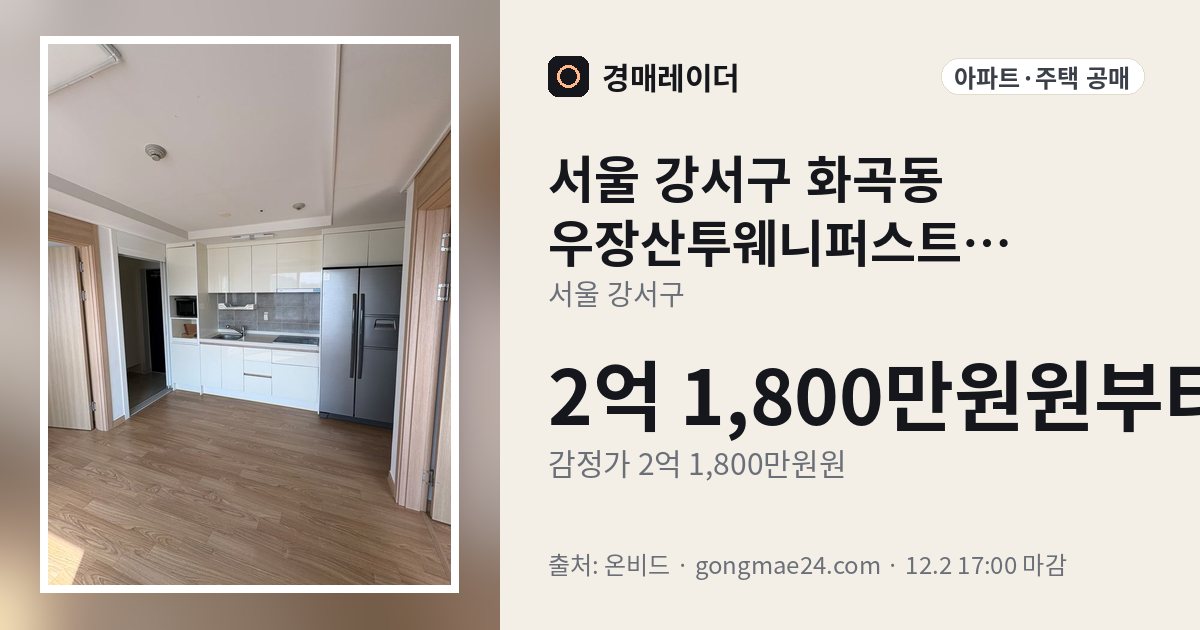 경매레이더
아파트·주택 공매
서울 강서구 화곡동
우장산투웨니퍼스트…
서울 강서구
2억 1,800만원원부터
감정가 2억 1,800만원원
출처: 온비드 · gongmae24.com · 12.2 17:00 마감